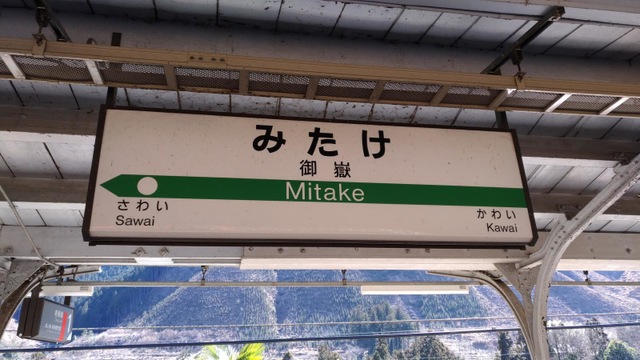 みたけ
御嶽
Mitake
さわい
Sawai
かわい
Kawai